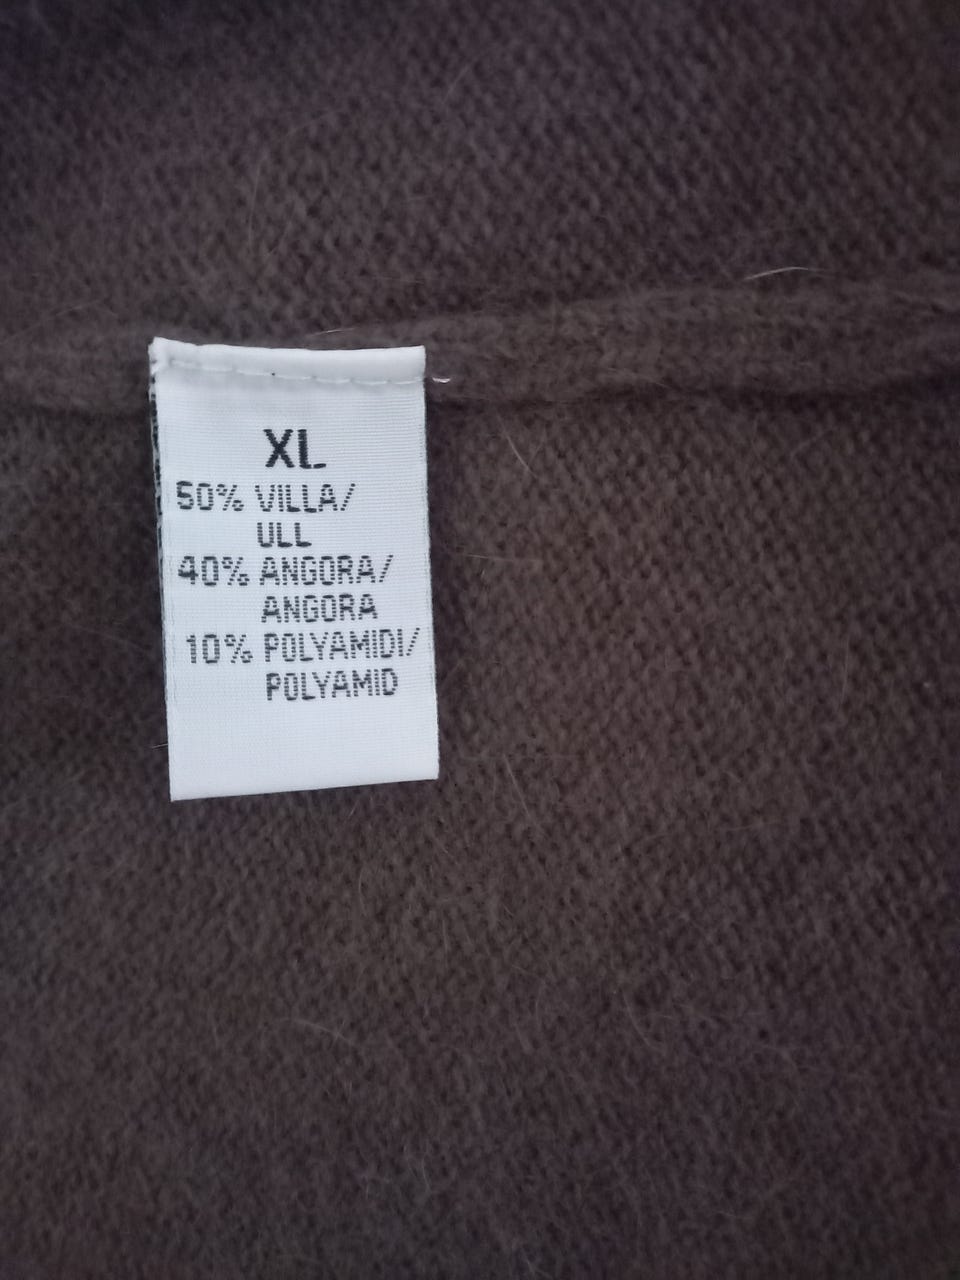 XL
50% VILLA/
ULL
40% ANGORA/
ANGORA
10% POLYAMIDI/
POLYAMID